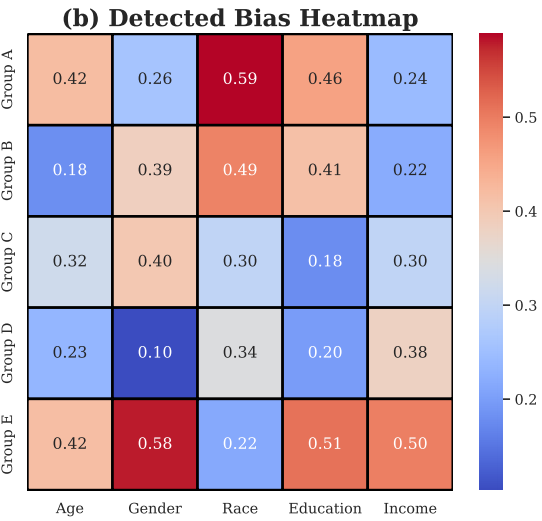 (b) Detected Bias Heatmap
Group A 0.42 0.26 0.59 0.46 0.24
Group B 0.18 0.39 0.49 0.41 0.22
Group C 0.32 0.40 0.30 0.18 0.30
Group D 0.23 0.10 0.34 0.20 0.38
Group E 0.42 0.58 0.22 0.51 0.50
Age Gender Race Education Income
0.5
0.4
0.3
0.2